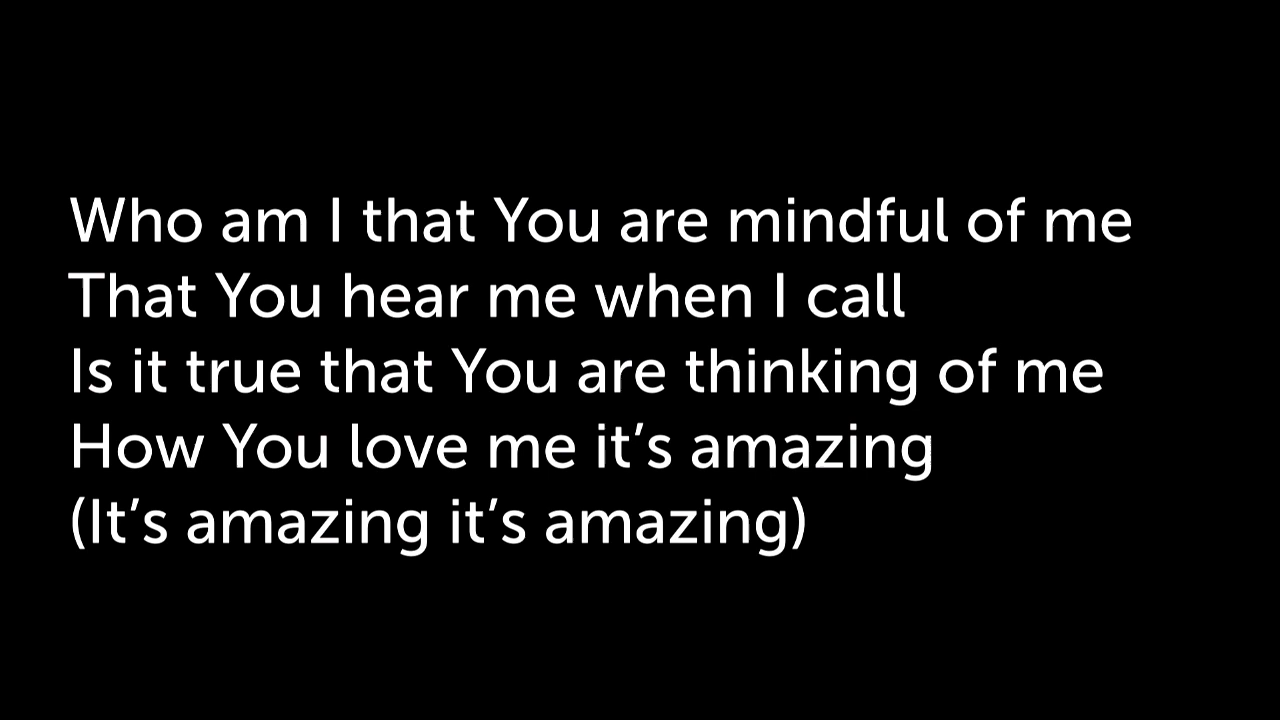 Who am I that You are mindful of me
That You hear me when I call
Is it true that You are thinking of me
How You love me it’s amazing
(It’s amazing it’s amazing)